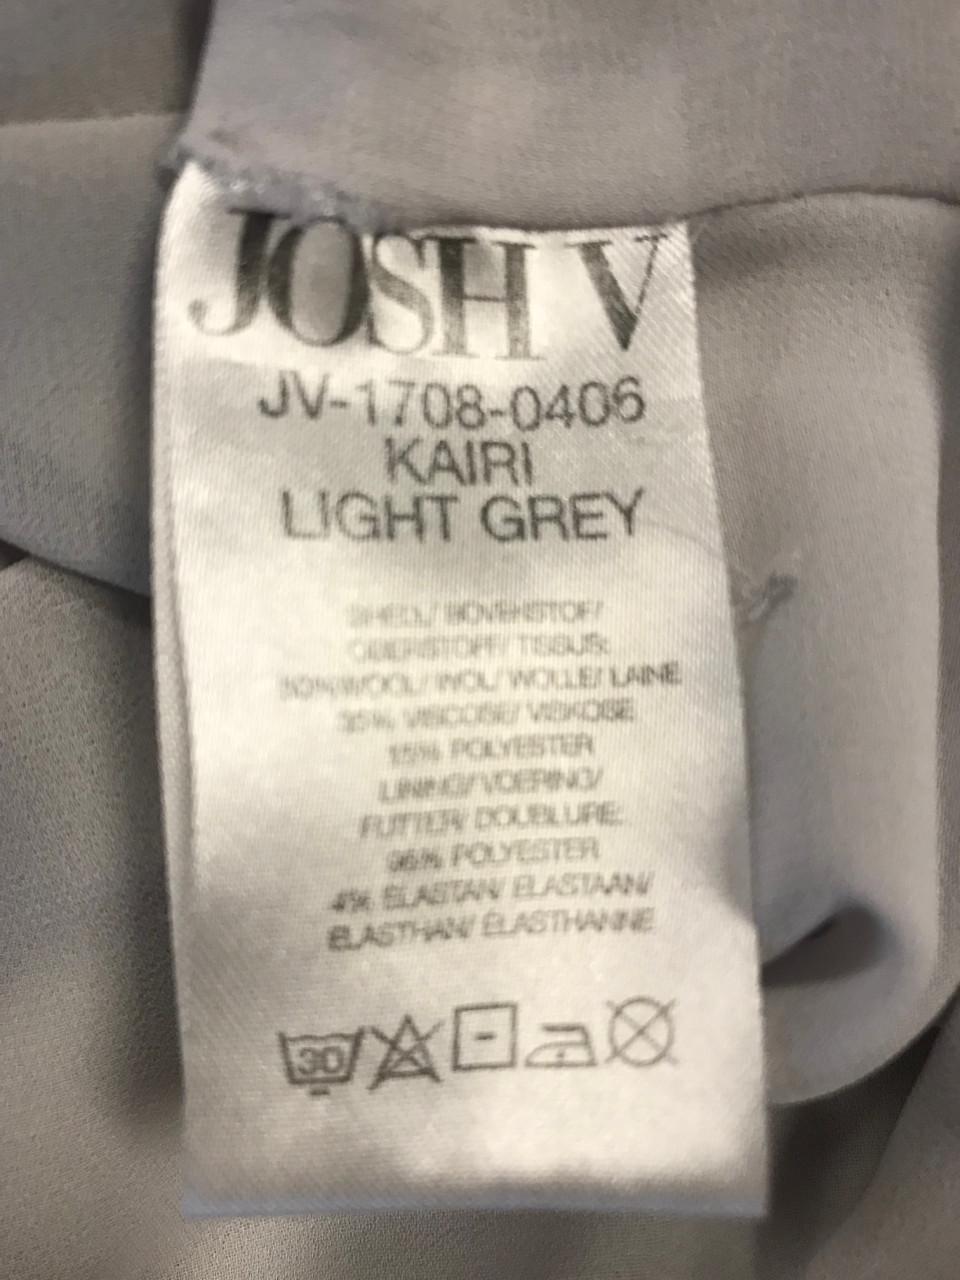 JOSH V
JV-1708-0406
KAIRI
LIGHT GREY
SHELL/ BOVENSTOF/
OBERSTOFF/ TISSUS:
50% WOOL/ WOL/ WOLLE/ LAINE
35% VISCOSE/ VISKOSE
15% POLYESTER
LINING/ VOERING/
FUTTER/ DOUBLURE:
96% POLYESTER
4% ELASTAN/ ELASTAAN/
ELASTHAN/ ÉLASTHANNE
30